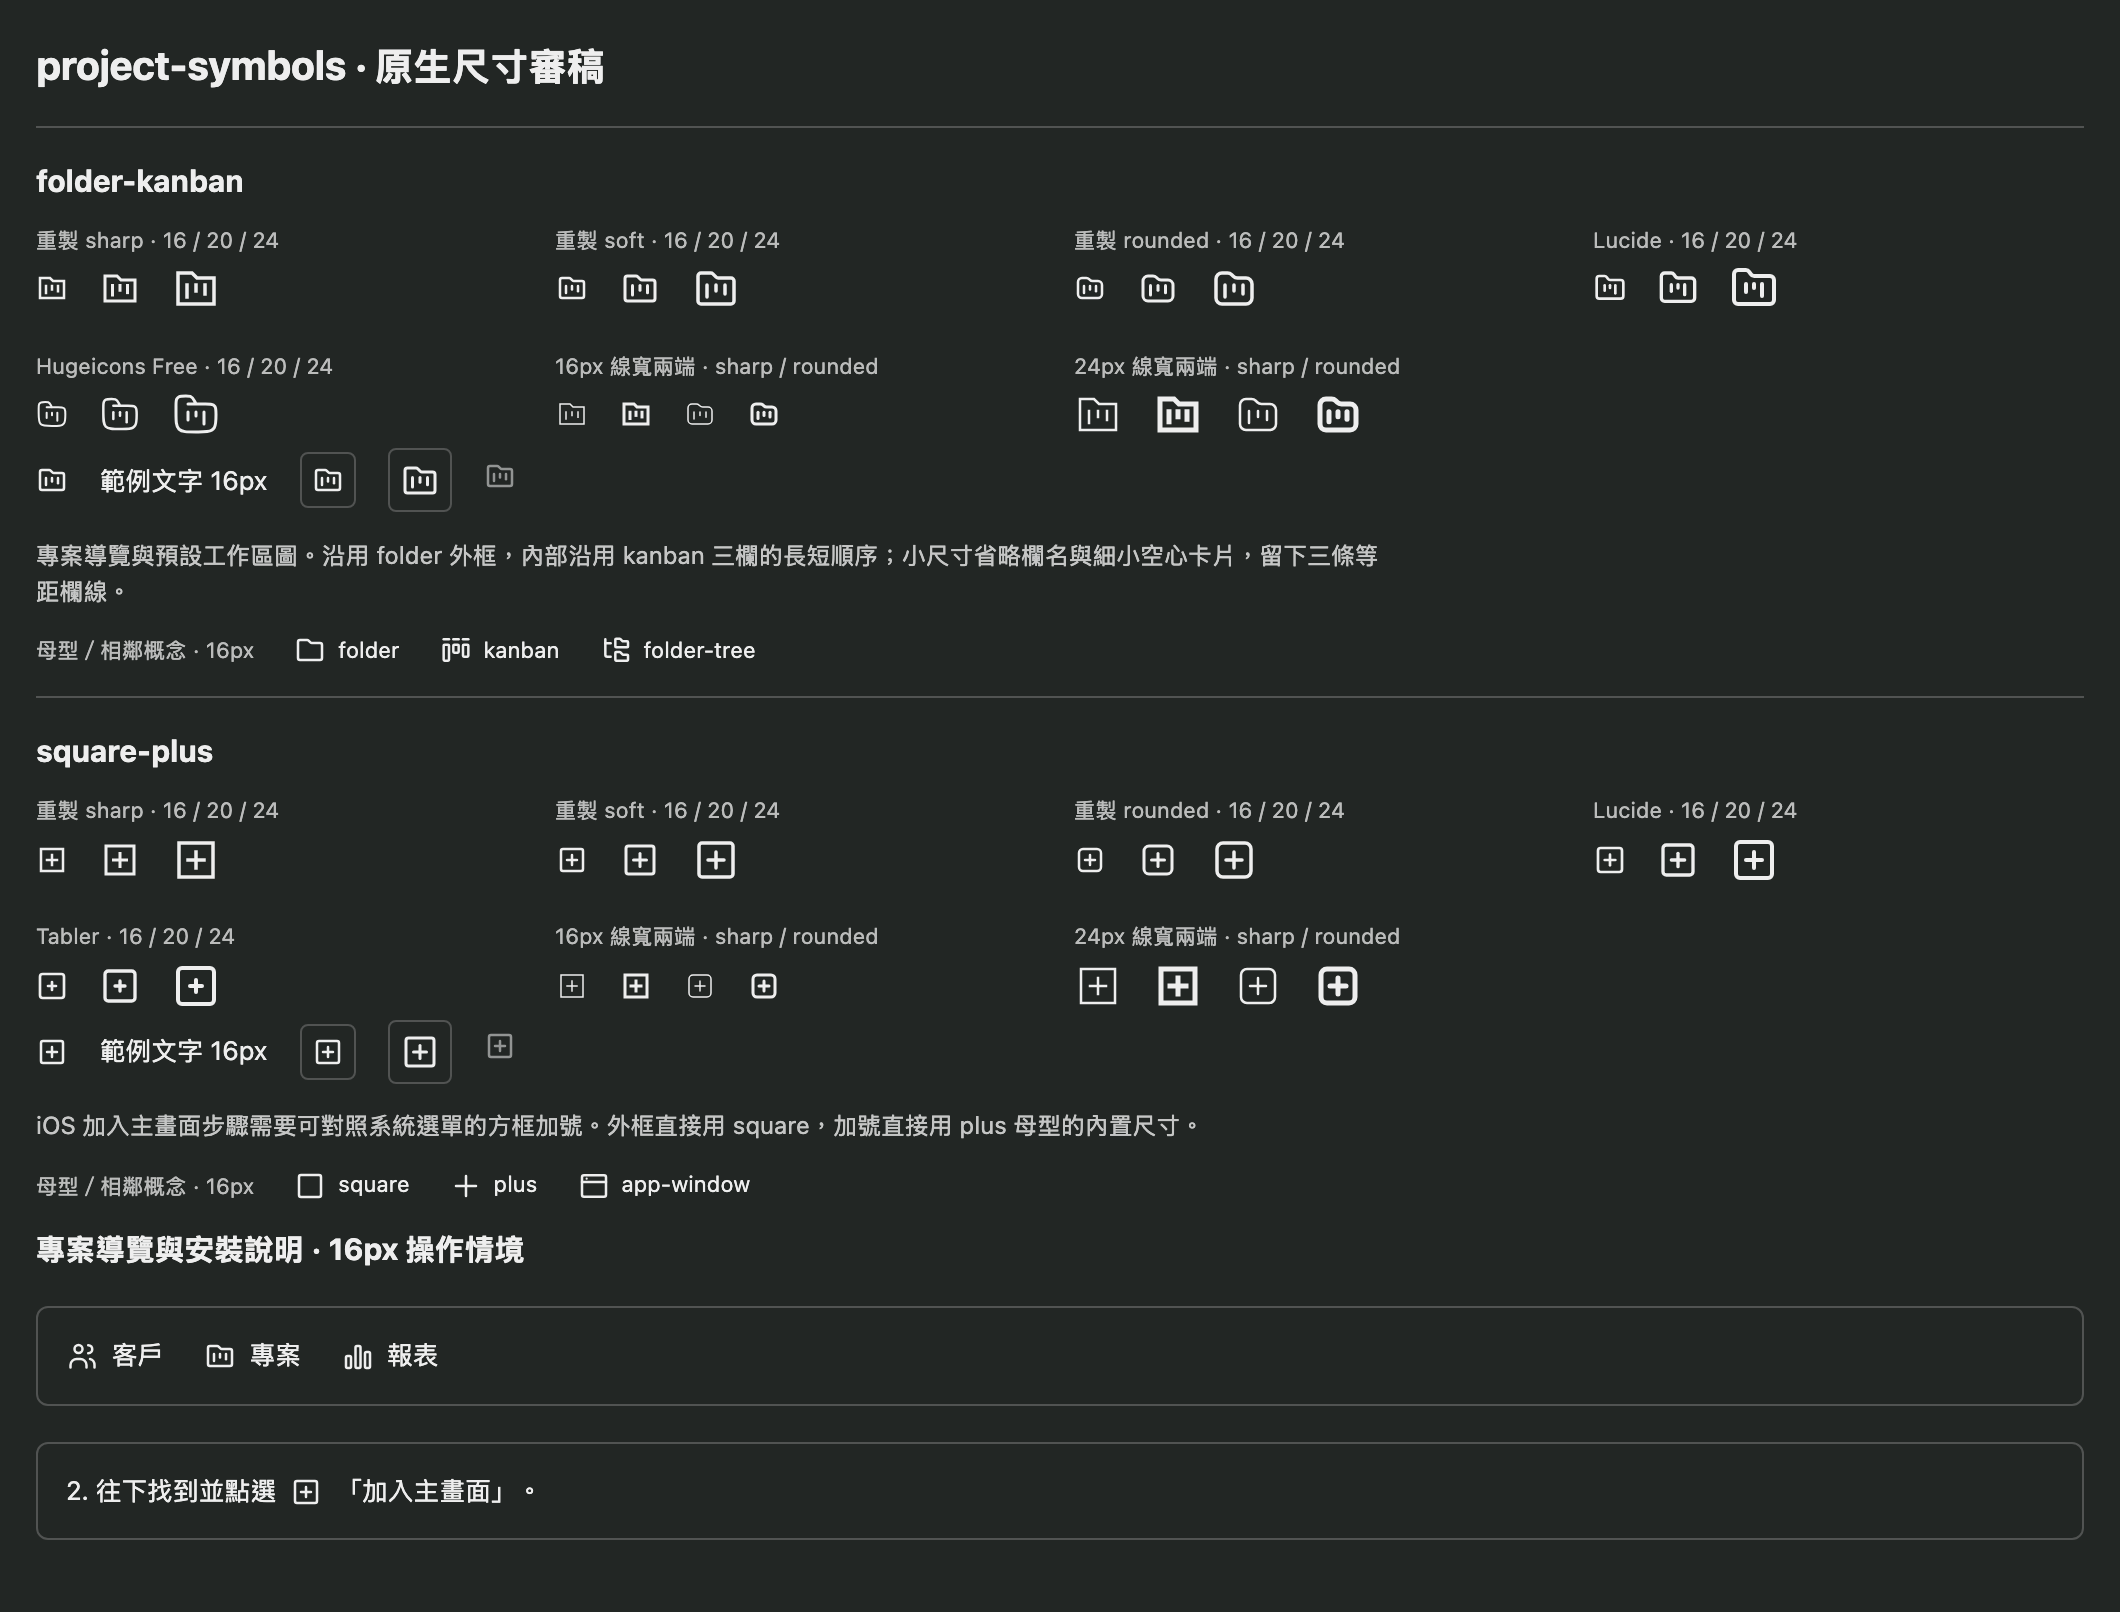 project-symbols · 原生尺寸審稿
folder-kanban
重製 sharp · 16 / 20 / 24
重製 soft · 16 / 20 / 24
重製 rounded · 16 / 20 / 24
Lucide · 16 / 20 / 24
Hugeicons Free · 16 / 20 / 24
16px 線寬兩端 · sharp / rounded
24px 線寬兩端 · sharp / rounded
範例文字 16px
專案導覽與預設工作區圖。沿用 folder 外框，內部沿用 kanban 三欄的長短順序；小尺寸省略欄名與細小空心卡片，留下三條等
距欄線。
母型 / 相鄰概念 · 16px folder kanban folder-tree
square-plus
重製 sharp · 16 / 20 / 24
重製 soft · 16 / 20 / 24
重製 rounded · 16 / 20 / 24
Lucide · 16 / 20 / 24
Tabler · 16 / 20 / 24
16px 線寬兩端 · sharp / rounded
24px 線寬兩端 · sharp / rounded
範例文字 16px
iOS 加入主畫面步驟需要可對照系統選單的方框加號。外框直接用 square，加號直接用 plus 母型的內置尺寸。
母型 / 相鄰概念 · 16px square plus app-window
專案導覽與安裝說明 · 16px 操作情境
客戶 專案 報表
2. 往下找到並點選 「加入主畫面」。